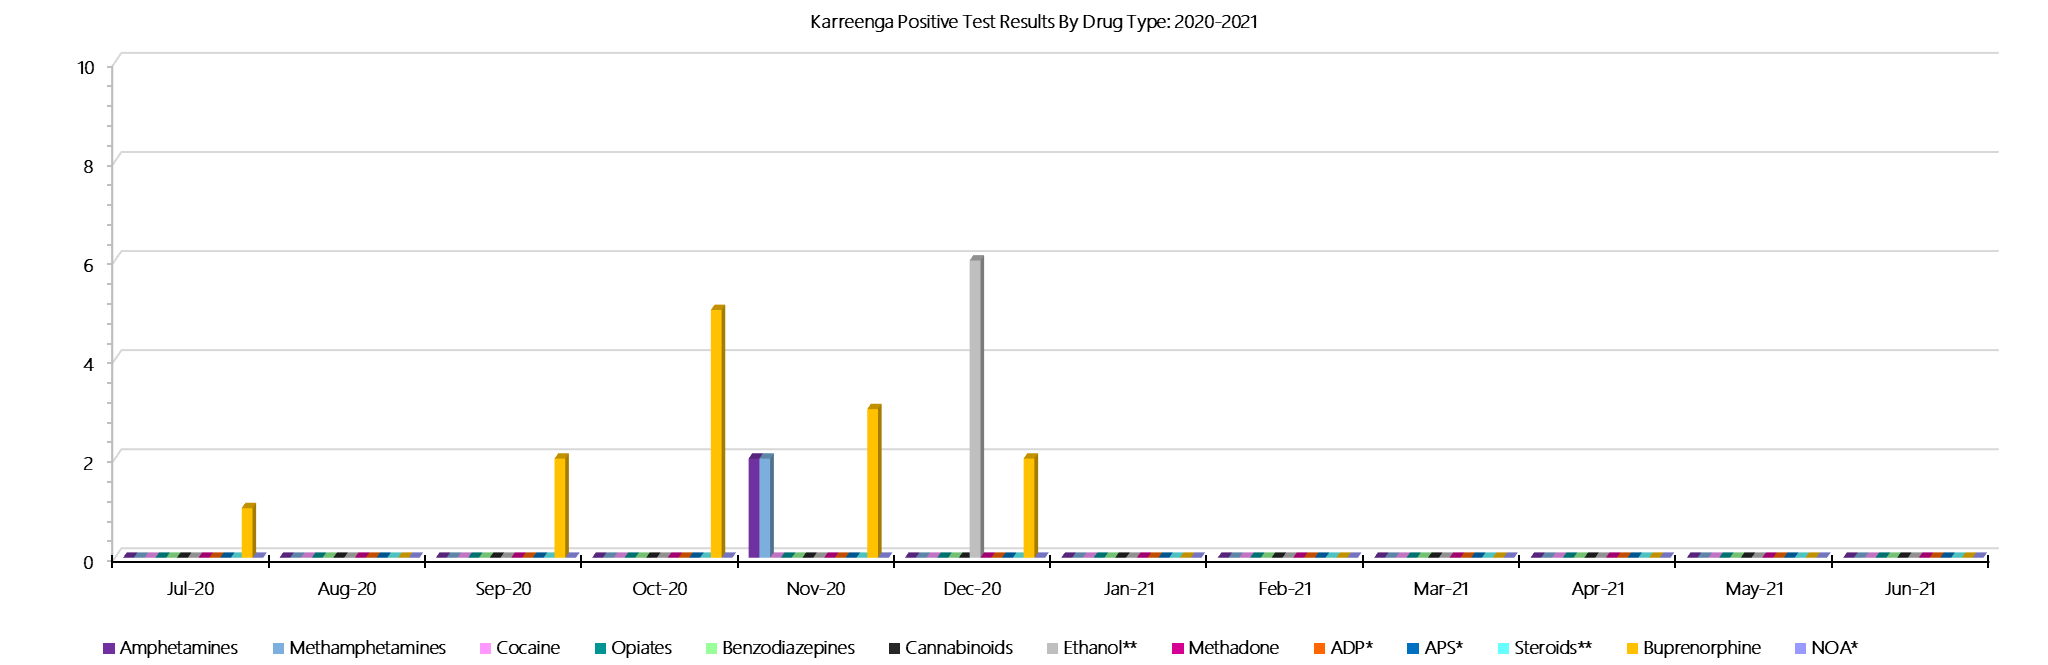 Karreenga Positive Test Results By Drug Type: 2020-2021
10
8
6
4
2
0
Jul-20 Aug-20 Sep-20 Oct-20 Nov-20 Dec-20 Jan-21 Feb-21 Mar-21 Apr-21 May-21 Jun-21
Amphetamines Methamphetamines Cocaine Opiates Benzodiazepines Cannabinoids Ethanol** Methadone ADP* APS* Steroids** Buprenorphine NOA*